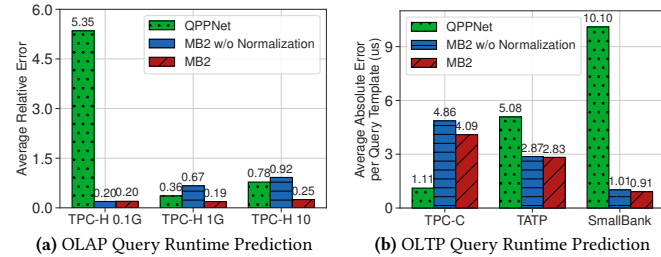 QPPNet
MB2 w/o Normalization
MB2
Average Relative Error
6.0
4.5
3.0
1.5
0.0
5.35
0.20
0.20
0.36
0.67
0.19
0.78
0.92
0.25
TPC-H 0.1G
TPC-H 1G
TPC-H 10
(a) OLAP Query Runtime Prediction
QPPNet
MB2 w/o Normalization
MB2
Average Absolute Error
per Query Template (us)
9
6
3
0
1.11
4.86
4.09
5.08
2.87
2.83
10.10
1.01
0.91
TPC-C
TATP
SmallBank
(b) OLTP Query Runtime Prediction